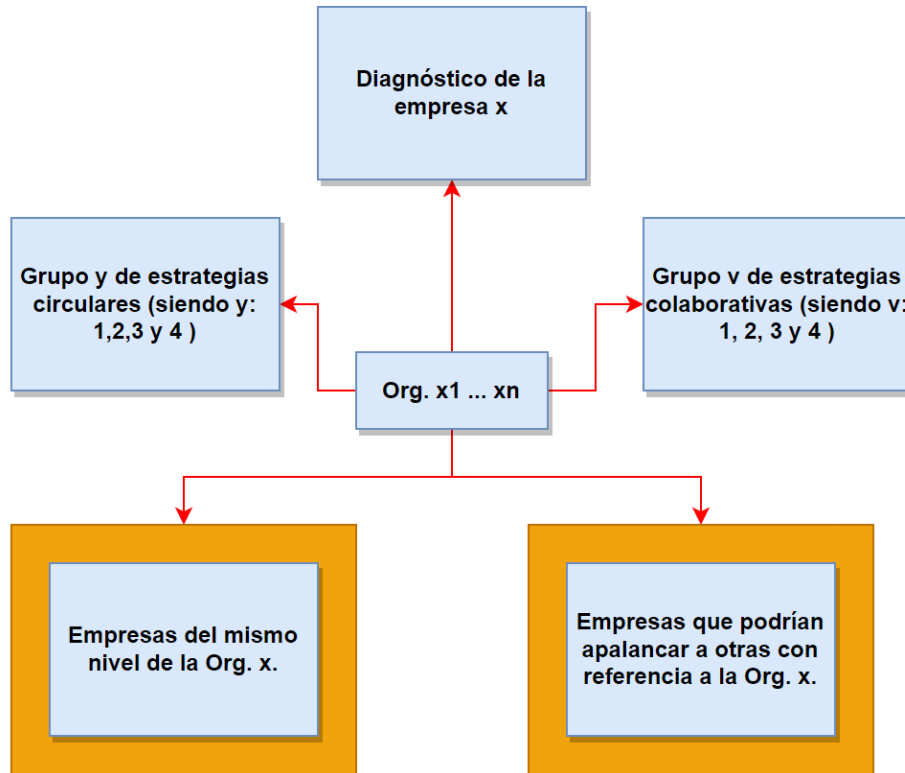 Diagnóstico de la
empresa x
Grupo y de estrategias
circulares (siendo y:
1,2,3 y 4 )
Grupo v de estrategias
colaborativas (siendo v:
1, 2, 3 y 4 )
Org. x1 ... xn
Empresas del mismo
nivel de la Org. x.
Empresas que podrían
apalancar a otras con
referencia a la Org. x.